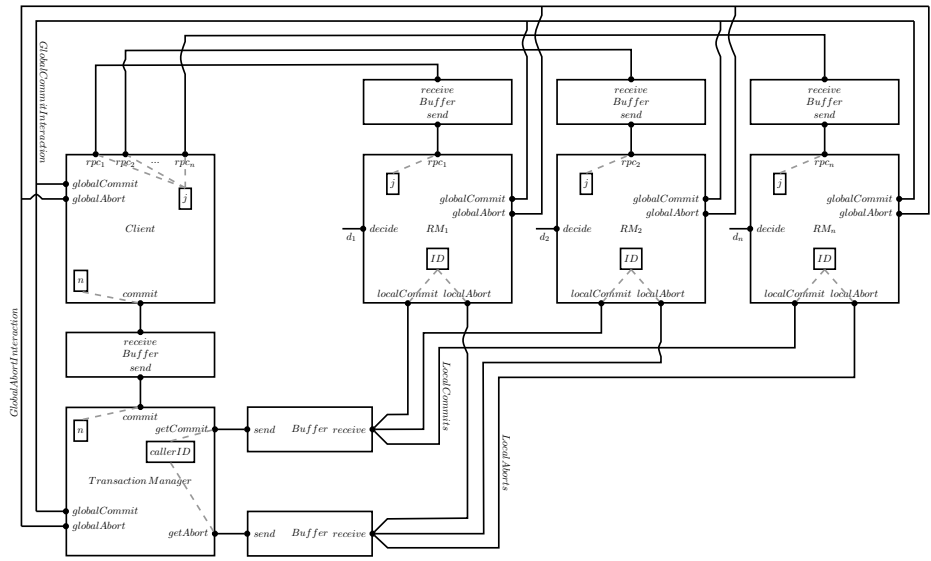 GlobalCommitInteraction
GlobalAbortInteraction
receive
Buffer
send
receive
Buffer
send
receive
Buffer
send
rpc₁ rpc₂ ... rpcₙ
j
globalCommit
globalAbort
Client
n
commit
rpc₁
j
globalCommit
globalAbort
d₁
decide
RM₁
ID
localCommit localAbort
rpc₂
j
globalCommit
globalAbort
d₂
decide
RM₂
ID
localCommit localAbort
rpcₙ
j
globalCommit
globalAbort
dₙ
decide
RMₙ
ID
localCommit localAbort
receive
Buffer
send
commit
n
getCommit
callerID
Transaction Manager
globalCommit
globalAbort
getAbort
send Buffer receive
send Buffer receive
LocalCommits
LocalAborts